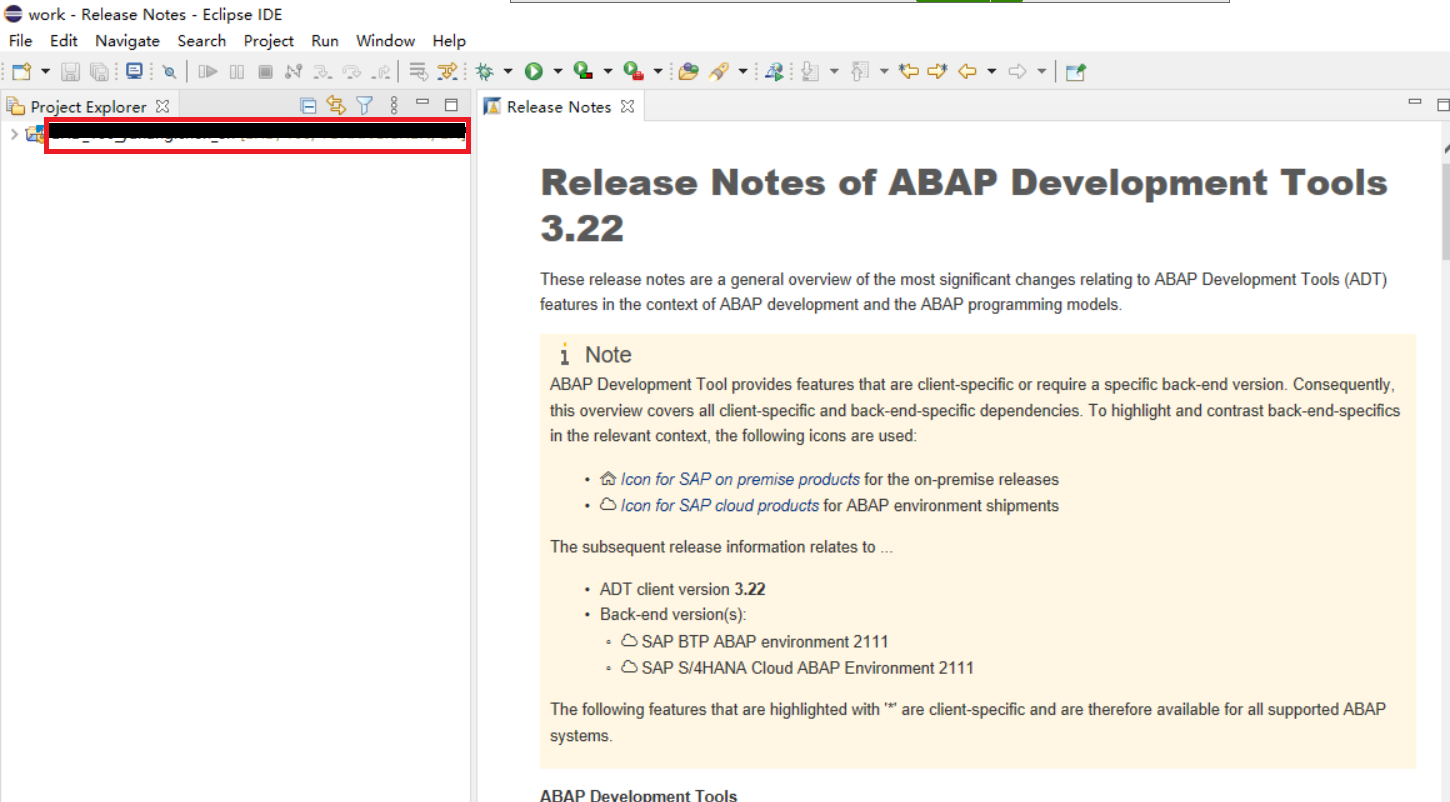 work - Release Notes - Eclipse IDE
File Edit Navigate Search Project Run Window Help
Project Explorer
Release Notes
Release Notes of ABAP Development Tools
3.22
These release notes are a general overview of the most significant changes relating to ABAP Development Tools (ADT)
features in the context of ABAP development and the ABAP programming models.
Note
ABAP Development Tool provides features that are client-specific or require a specific back-end version. Consequently,
this overview covers all client-specific and back-end-specific dependencies. To highlight and contrast back-end-specifics
in the relevant context, the following icons are used:
• Icon for SAP on premise products for the on-premise releases
• Icon for SAP cloud products for ABAP environment shipments
The subsequent release information relates to ...
• ADT client version 3.22
• Back-end version(s):
◦ SAP BTP ABAP environment 2111
◦ SAP S/4HANA Cloud ABAP Environment 2111
The following features that are highlighted with '*' are client-specific and are therefore available for all supported ABAP
systems.
ABAP Development Tools